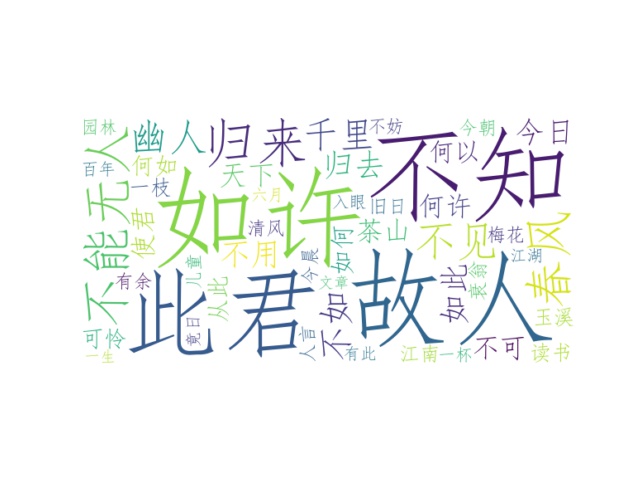 园林
幽人
归来
千里
不妨
不知
今朝
今日
百年
何如
一枝
天下
归去
何以
不能
无人
使君
如许
六月
入眼
旧日
何许
清风
不用
如何
茶山
不见
梅花
江湖
春风
有余
儿童
从此
今晨
文章
如此
衰翁
此君
故人
不如
玉溪
可怜
竟日
人言
有此
江南
一杯
不可
读书
一生